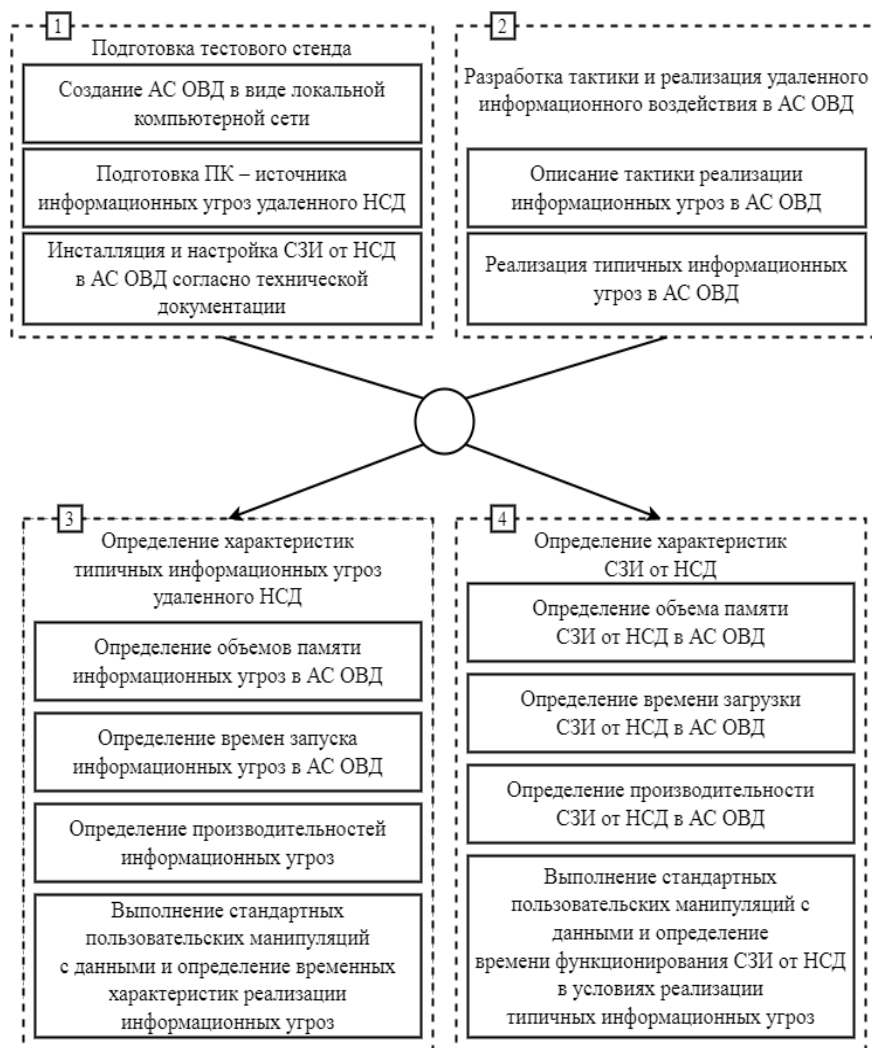 1
Подготовка тестового стенда
Создание АС ОВД в виде локальной
компьютерной сети
Подготовка ПК – источника
информационных угроз удаленного НСД
Инсталляция и настройка СЗИ от НСД
в АС ОВД согласно технической
документации
2
Разработка тактики и реализация удаленного
информационного воздействия в АС ОВД
Описание тактики реализации
информационных угроз в АС ОВД
Реализация типичных информационных
угроз в АС ОВД
3
Определение характеристик
типичных информационных угроз
удаленного НСД
Определение объемов памяти
информационных угроз в АС ОВД
Определение времен запуска
информационных угроз в АС ОВД
Определение производительностей
информационных угроз
Выполнение стандартных
пользовательских манипуляций
с данными и определение временных
характеристик реализации
информационных угроз
4
Определение характеристик
СЗИ от НСД
Определение объема памяти
СЗИ от НСД в АС ОВД
Определение времени загрузки
СЗИ от НСД в АС ОВД
Определение производительности
СЗИ от НСД в АС ОВД
Выполнение стандартных
пользовательских манипуляций с
данными и определение
времени функционирования СЗИ от НСД
в условиях реализации
типичных информационных угроз